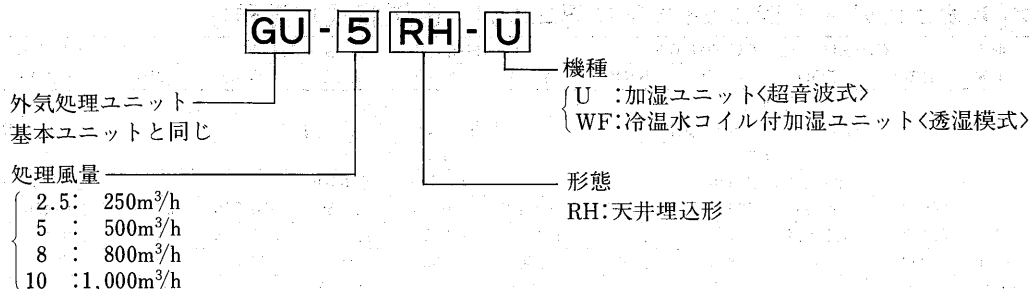 GU-5RH-U
外気処理ユニット
基本ユニットと同じ
処理風量
2.5: 250m³/h
5 : 500m³/h
8 : 800m³/h
10 :1,000m³/h
機種
U :加湿ユニット<超音波式>
WF:冷温水コイル付加湿ユニット<透湿模式>
形態
RH:天井埋込形